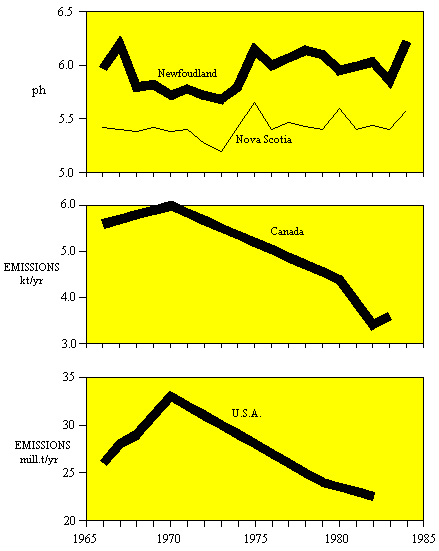 6.5
Newfoudland
6.0
ph
5.5
Nova Scotia
5.0
6.0
Canada
5.0
EMISSIONS
kt/yr
4.0
3.0
35
U.S.A.
30
EMISSIONS
mill.t/yr
25
20
1965 1970 1975 1980 1985